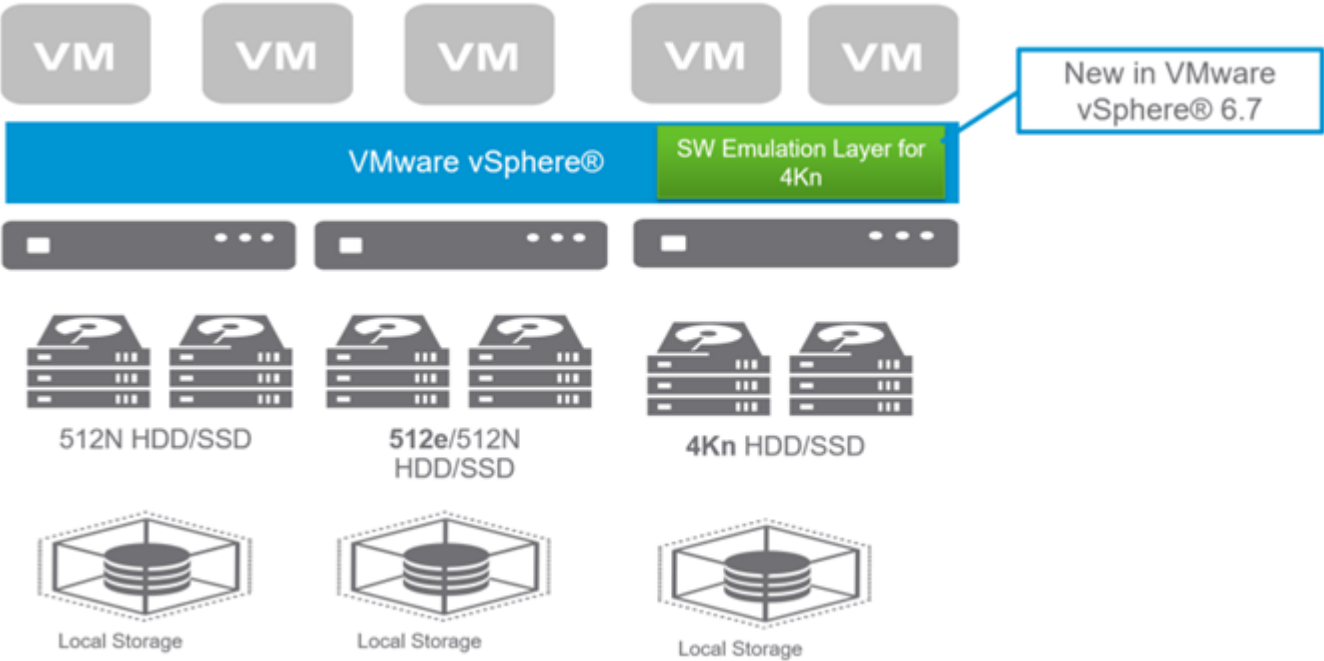 VM
VM
VM
VM
VM
New in VMware
vSphere® 6.7
VMware vSphere®
SW Emulation Layer for
4Kn
512N HDD/SSD
512e/512N
HDD/SSD
4Kn HDD/SSD
Local Storage
Local Storage
Local Storage